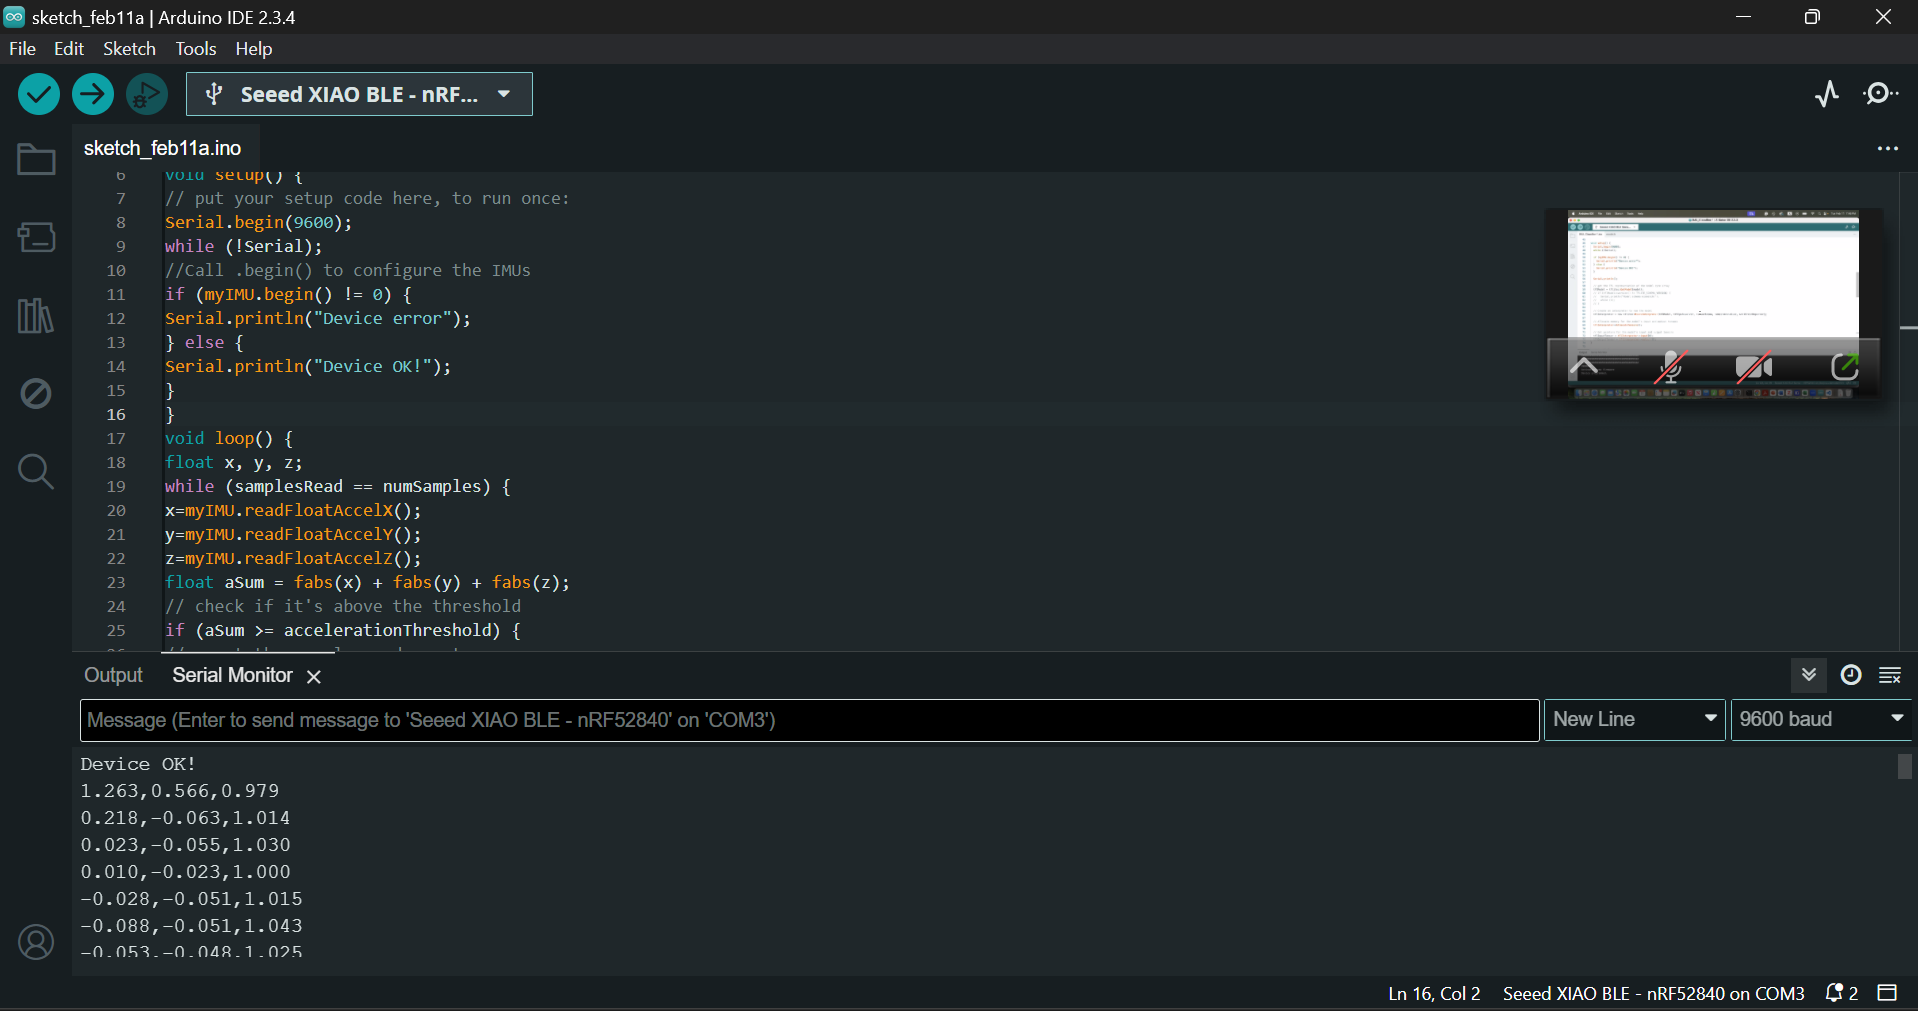 sketch_feb11a | Arduino IDE 2.3.4
File Edit Sketch Tools Help
Seeed XIAO BLE - nRF...
sketch_feb11a.ino
6 void setup() {
7 // put your setup code here, to run once:
8 Serial.begin(9600);
9 while (!Serial);
10 //Call .begin() to configure the IMUs
11 if (myIMU.begin() != 0) {
12 Serial.println("Device error");
13 } else {
14 Serial.println("Device OK!");
15 }
16 }
17 void loop() {
18 float x, y, z;
19 while (samplesRead == numSamples) {
20 x=myIMU.readFloatAccelX();
21 y=myIMU.readFloatAccelY();
22 z=myIMU.readFloatAccelZ();
23 float aSum = fabs(x) + fabs(y) + fabs(z);
24 // check if it's above the threshold
25 if (aSum >= accelerationThreshold) {
Output Serial Monitor
Message (Enter to send message to 'Seeed XIAO BLE - nRF52840' on 'COM3')
New Line
9600 baud
Device OK!
1.263,0.566,0.979
0.218,-0.063,1.014
0.023,-0.055,1.030
0.010,-0.023,1.000
-0.028,-0.051,1.015
-0.088,-0.051,1.043
-0.053,-0.048,1.025
Ln 16, Col 2 Seeed XIAO BLE - nRF52840 on COM3 2